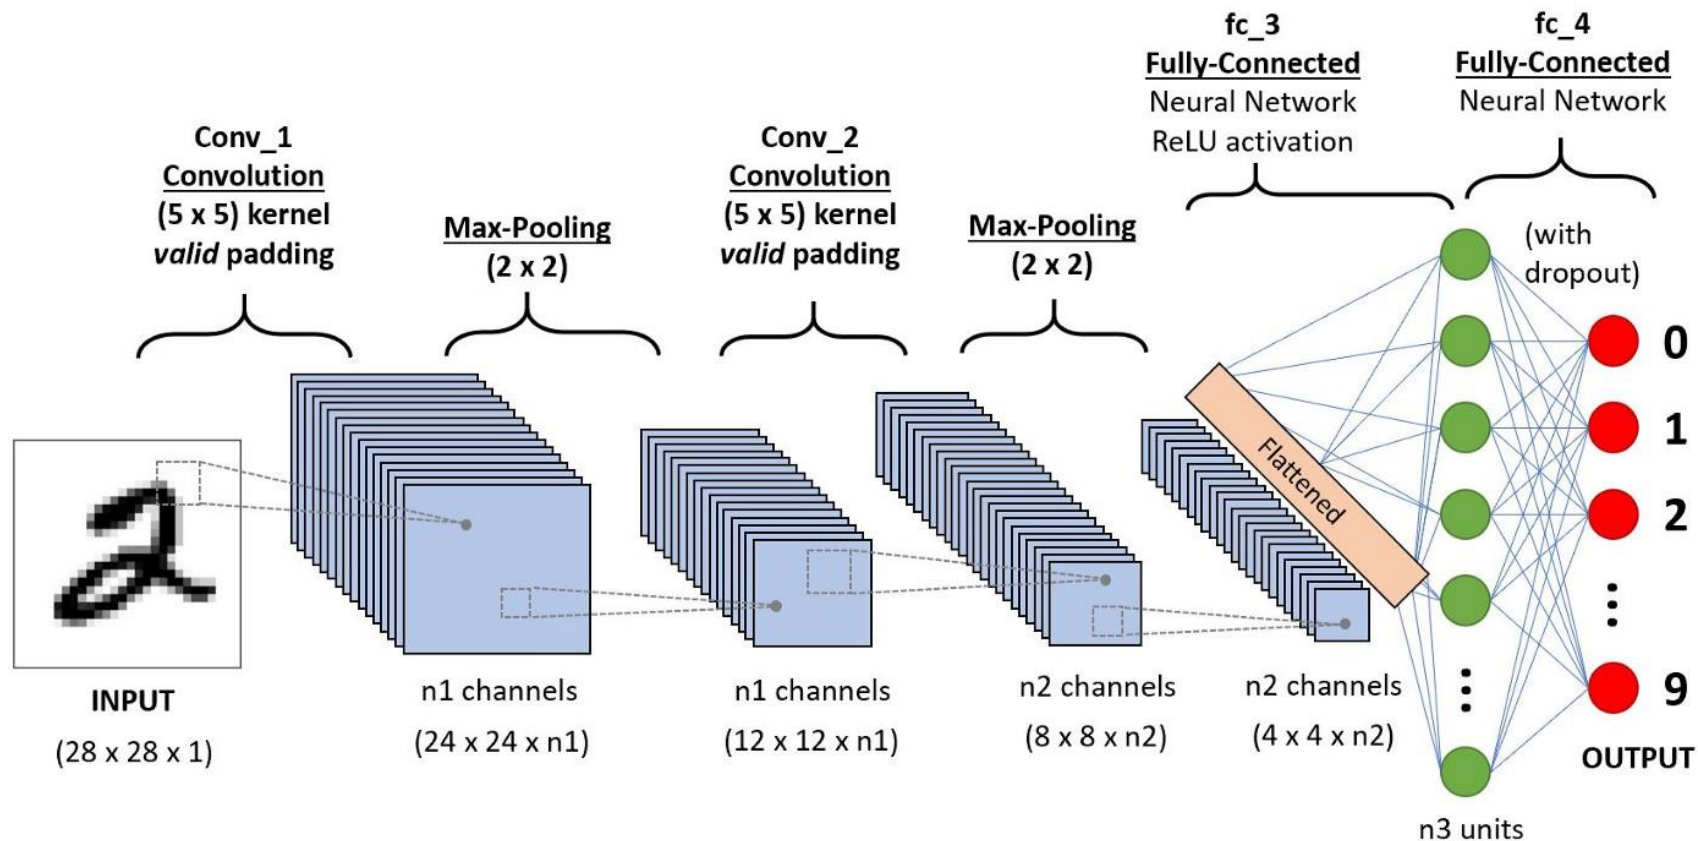 Conv_1
Convolution
(5 x 5) kernel
valid padding
Max-Pooling
(2 x 2)
Conv_2
Convolution
(5 x 5) kernel
valid padding
Max-Pooling
(2 x 2)
fc_3
Fully-Connected
Neural Network
ReLU activation
fc_4
Fully-Connected
Neural Network
(with
dropout)
Flattened
0
1
2
9
OUTPUT
2
INPUT
(28 x 28 x 1)
n1 channels
(24 x 24 x n1)
n1 channels
(12 x 12 x n1)
n2 channels
(8 x 8 x n2)
n2 channels
(4 x 4 x n2)
n3 units